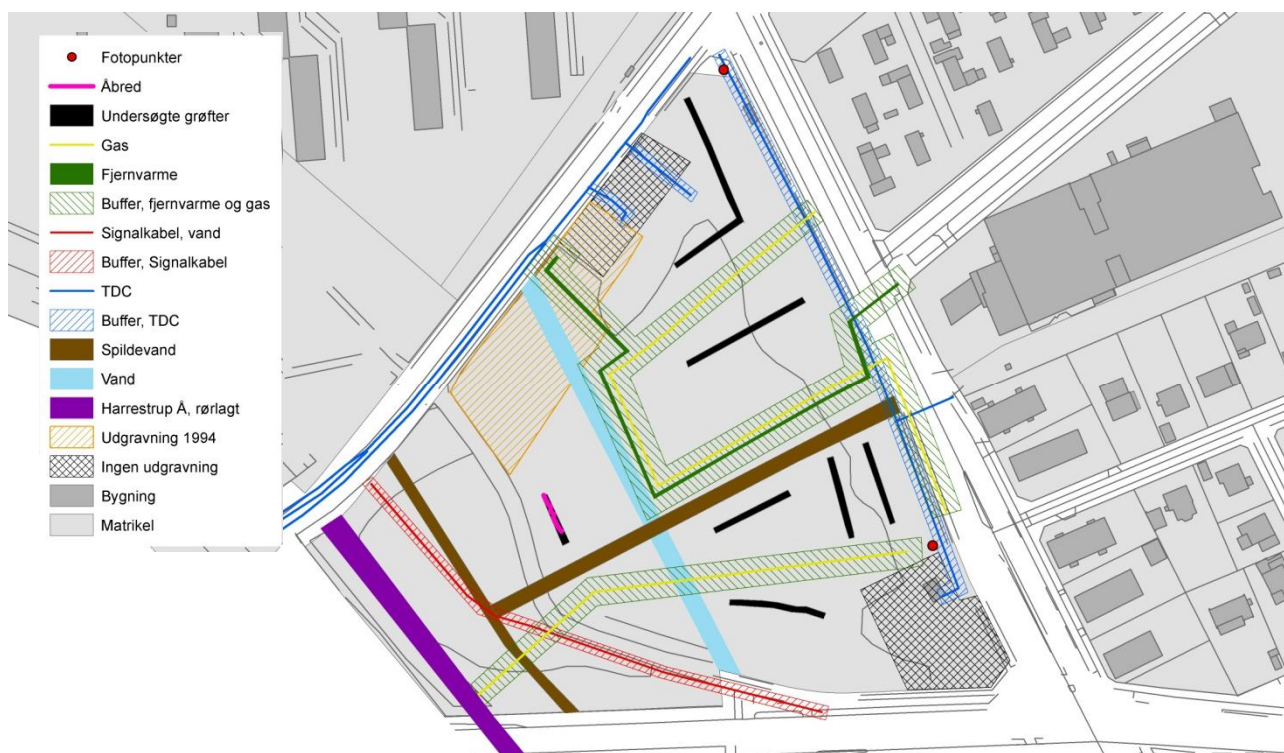 Fotopunkter
Åbred
Undersøgte grøfter
Gas
Fjernvarme
Buffer, fjernvarme og gas
Signalkabel, vand
Buffer, Signalkabel
TDC
Buffer, TDC
Spildevand
Vand
Harrestrup Å, rørlagt
Udgravning 1994
Ingen udgravning
Bygning
Matrikel